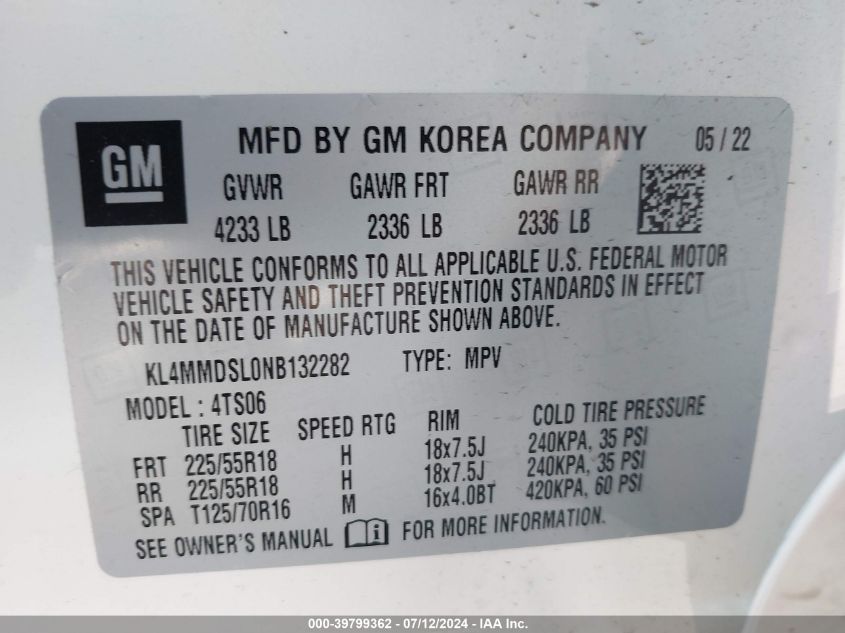 GM
MFD BY GM KOREA COMPANY 05 / 22
GVWR GAWR FRT GAWR RR
4233 LB 2336 LB 2336 LB
THIS VEHICLE CONFORMS TO ALL APPLICABLE U.S. FEDERAL MOTOR
VEHICLE SAFETY AND THEFT PREVENTION STANDARDS IN EFFECT
ON THE DATE OF MANUFACTURE SHOWN ABOVE.
KL4MMDSL0NB132282 TYPE: MPV
MODEL : 4TS06
TIRE SIZE SPEED RTG RIM COLD TIRE PRESSURE
FRT 225/55R18 H 18x7.5J 240KPA, 35 PSI
RR 225/55R18 H 18x7.5J 240KPA, 35 PSI
SPA T125/70R16 M 16x4.0BT 420KPA, 60 PSI
SEE OWNER'S MANUAL FOR MORE INFORMATION.
000-39799362 - 07/12/2024 - IAA Inc.